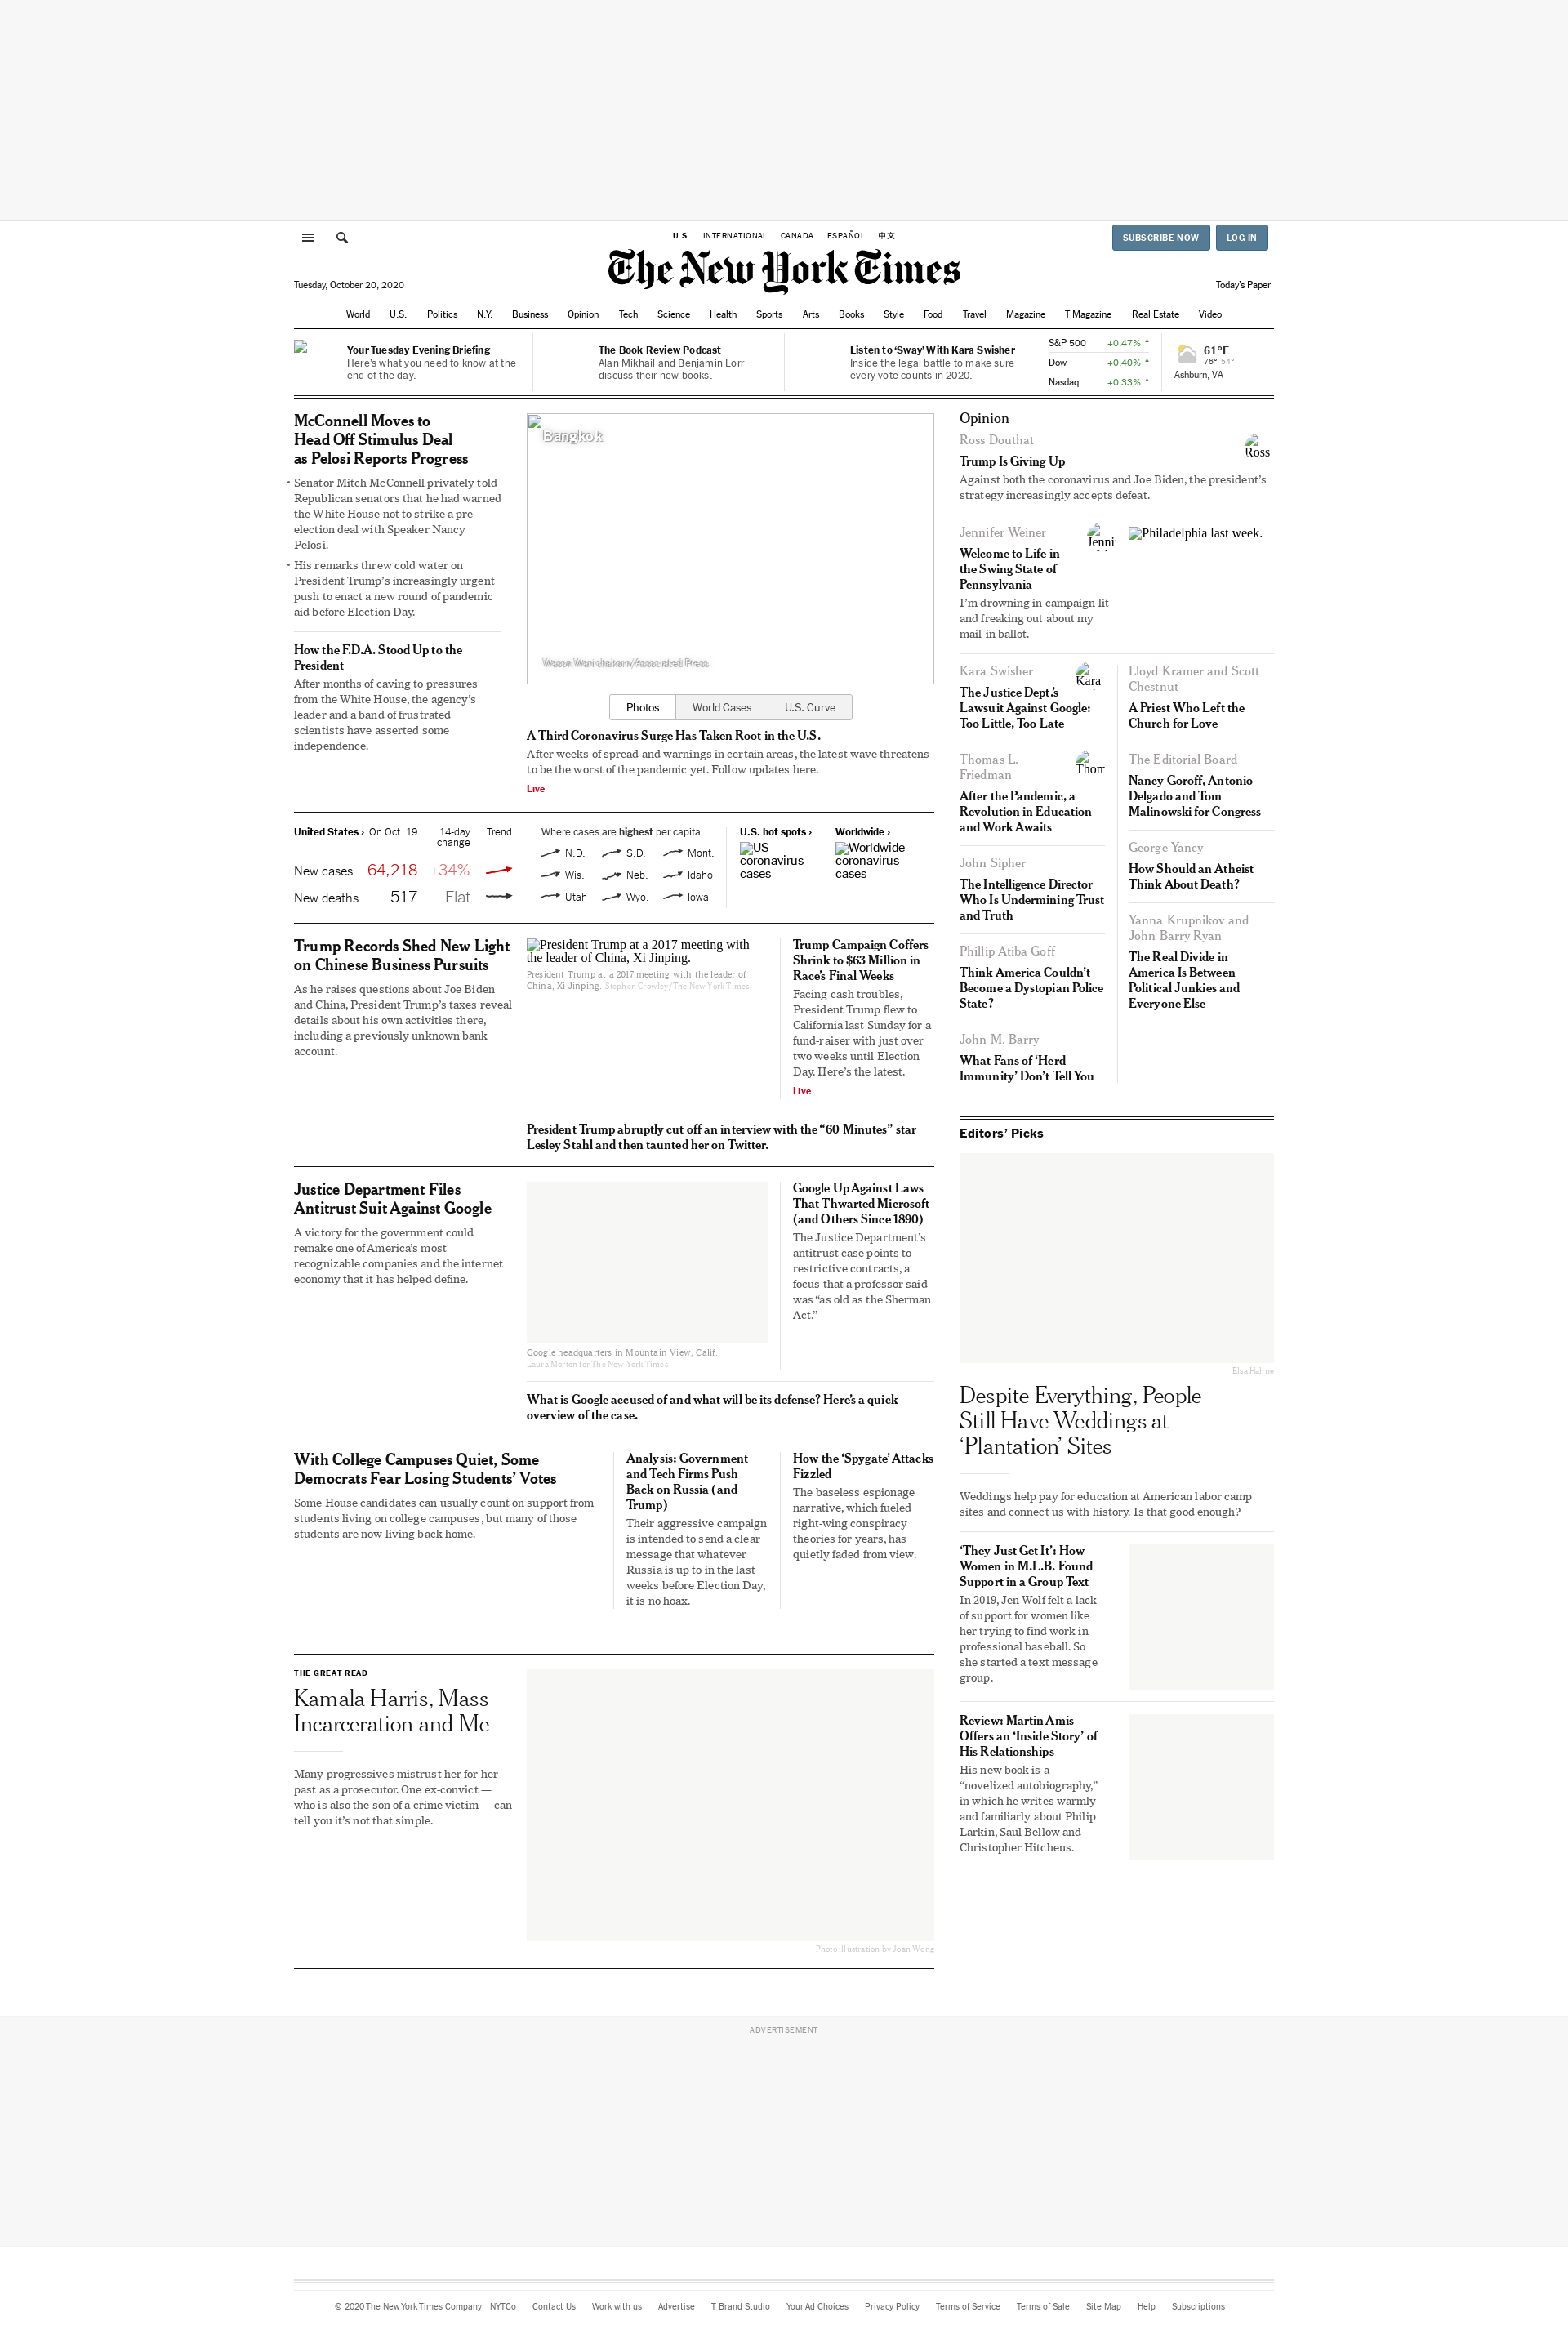 U.S. INTERNATIONAL CANADA ESPAÑOL 中文
SUBSCRIBE NOW LOG IN
The New York Times
Tuesday, October 20, 2020
Today's Paper
World U.S. Politics N.Y. Business Opinion Tech Science Health Sports Arts Books Style Food Travel Magazine T Magazine Real Estate Video
Your Tuesday Evening Briefing
Here's what you need to know at the
end of the day.
The Book Review Podcast
Alan Mikhail and Benjamin Lorr
discuss their new books.
Listen to ‘Sway’ With Kara Swisher
Inside the legal battle to make sure
every vote counts in 2020.
S&P 500 +0.47% ↑
Dow +0.40% ↑
Nasdaq +0.33% ↑
61°F
76° 54°
Ashburn, VA
McConnell Moves to
Head Off Stimulus Deal
as Pelosi Reports Progress
• Senator Mitch McConnell privately told
Republican senators that he had warned
the White House not to strike a pre-
election deal with Speaker Nancy
Pelosi.
• His remarks threw cold water on
President Trump’s increasingly urgent
push to enact a new round of pandemic
aid before Election Day.
How the F.D.A. Stood Up to the
President
After months of caving to pressures
from the White House, the agency’s
leader and a band of frustrated
scientists have asserted some
independence.
Bangkok
Wason Wanichakorn/Associated Press
Photos World Cases U.S. Curve
A Third Coronavirus Surge Has Taken Root in the U.S.
After weeks of spread and warnings in certain areas, the latest wave threatens
to be the worst of the pandemic yet. Follow updates here.
Live
United States › On Oct. 19 14-day Trend
change
New cases 64,218 +34%
New deaths 517 Flat
Where cases are highest per capita
N.D. S.D. Mont.
Wis. Neb. Idaho
Utah Wyo. Iowa
U.S. hot spots ›
US
coronavirus
cases
Worldwide ›
Worldwide
coronavirus
cases
Trump Records Shed New Light
on Chinese Business Pursuits
As he raises questions about Joe Biden
and China, President Trump’s taxes reveal
details about his own activities there,
including a previously unknown bank
account.
President Trump at a 2017 meeting with
the leader of China, Xi Jinping.
President Trump at a 2017 meeting with the leader of
China, Xi Jinping. Stephen Crowley/The New York Times
Trump Campaign Coffers
Shrink to $63 Million in
Race’s Final Weeks
Facing cash troubles,
President Trump flew to
California last Sunday for a
fund-raiser with just over
two weeks until Election
Day. Here’s the latest.
Live
President Trump abruptly cut off an interview with the “60 Minutes” star
Lesley Stahl and then taunted her on Twitter.
Justice Department Files
Antitrust Suit Against Google
A victory for the government could
remake one of America’s most
recognizable companies and the internet
economy that it has helped define.
Google headquarters in Mountain View, Calif.
Laura Morton for The New York Times
Google Up Against Laws
That Thwarted Microsoft
(and Others Since 1890)
The Justice Department’s
antitrust case points to
restrictive contracts, a
focus that a professor said
was “as old as the Sherman
Act.”
What is Google accused of and what will be its defense? Here’s a quick
overview of the case.
With College Campuses Quiet, Some
Democrats Fear Losing Students’ Votes
Some House candidates can usually count on support from
students living on college campuses, but many of those
students are now living back home.
Analysis: Government
and Tech Firms Push
Back on Russia (and
Trump)
Their aggressive campaign
is intended to send a clear
message that whatever
Russia is up to in the last
weeks before Election Day,
it is no hoax.
How the ‘Spygate’ Attacks
Fizzled
The baseless espionage
narrative, which fueled
right-wing conspiracy
theories for years, has
quietly faded from view.
THE GREAT READ
Kamala Harris, Mass
Incarceration and Me
Many progressives mistrust her for her
past as a prosecutor. One ex-convict —
who is also the son of a crime victim — can
tell you it’s not that simple.
Photo illustration by Joan Wong
Opinion
Ross Douthat
Ross
Trump Is Giving Up
Against both the coronavirus and Joe Biden, the president’s
strategy increasingly accepts defeat.
Jennifer Weiner
Welcome to Life in
the Swing State of
Pennsylvania
I’m drowning in campaign lit
and freaking out about my
mail-in ballot.
Philadelphia last week.
Kara Swisher
Kara
The Justice Dept.’s
Lawsuit Against Google:
Too Little, Too Late
Thomas L.
Friedman
Thom
After the Pandemic, a
Revolution in Education
and Work Awaits
John Sipher
The Intelligence Director
Who Is Undermining Trust
and Truth
Phillip Atiba Goff
Think America Couldn’t
Become a Dystopian Police
State?
John M. Barry
What Fans of ‘Herd
Immunity’ Don’t Tell You
Lloyd Kramer and Scott
Chestnut
A Priest Who Left the
Church for Love
The Editorial Board
Nancy Goroff, Antonio
Delgado and Tom
Malinowski for Congress
George Yancy
How Should an Atheist
Think About Death?
Yanna Krupnikov and
John Barry Ryan
The Real Divide in
America Is Between
Political Junkies and
Everyone Else
Editors’ Picks
Elsa Hahne
Despite Everything, People
Still Have Weddings at
‘Plantation’ Sites
Weddings help pay for education at American labor camp
sites and connect us with history. Is that good enough?
‘They Just Get It’: How
Women in M.L.B. Found
Support in a Group Text
In 2019, Jen Wolf felt a lack
of support for women like
her trying to find work in
professional baseball. So
she started a text message
group.
Review: Martin Amis
Offers an ‘Inside Story’ of
His Relationships
His new book is a
“novelized autobiography,”
in which he writes warmly
and familiarly about Philip
Larkin, Saul Bellow and
Christopher Hitchens.
ADVERTISEMENT
© 2020 The New York Times Company NYTCo Contact Us Work with us Advertise T Brand Studio Your Ad Choices Privacy Policy Terms of Service Terms of Sale Site Map Help Subscriptions